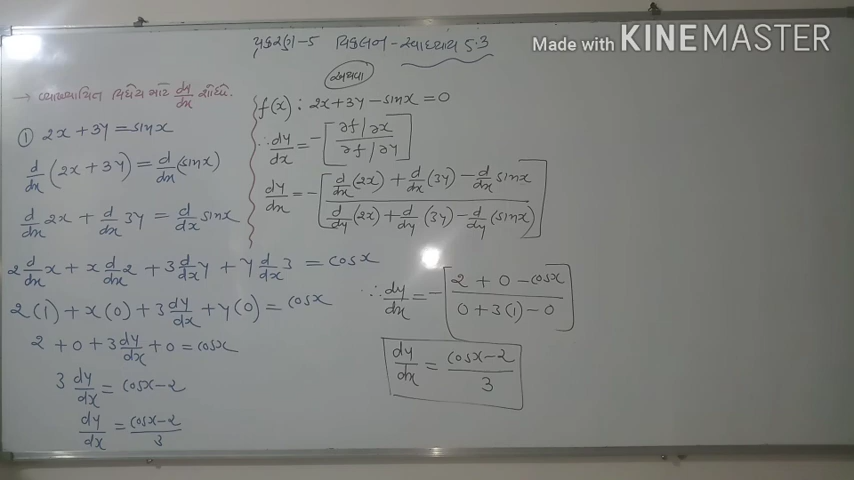 પ્રકરણ-5 વિકલન - સ્વાધ્યાય 5.3
Made with KINEMASTER
→ વ્યાખ્યાયિત વિધેય માટે dy/dx શોધો.
① 2x + 3y = sinx
d/dx (2x + 3y) = d/dx (sinx)
d/dx 2x + d/dx 3y = d/dx sinx
2 d/dx x + x d/dx 2 + 3 d/dx y + y d/dx 3 = cosx
2(1) + x(0) + 3 dy/dx + y(0) = cosx
2 + 0 + 3 dy/dx + 0 = cosx
3 dy/dx = cosx - 2
dy/dx = cosx-2 / 3
અથવા
f(x) : 2x + 3y - sinx = 0
∴ dy/dx = - [ ∂f/∂x / ∂f/∂y ]
dy/dx = - [ d/dx (2x) + d/dx (3y) - d/dx sinx / d/dy (2x) + d/dy (3y) - d/dy (sinx) ]
∴ dy/dx = - [ 2 + 0 - cosx / 0 + 3(1) - 0 ]
dy/dx = cosx-2 / 3